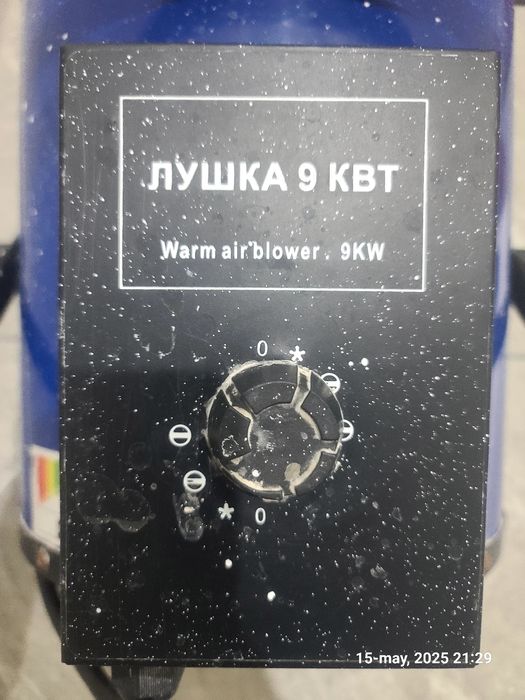 ЛУШКА 9 КВТ
Warm air blower. 9KW
0
0
15-may, 2025 21:29